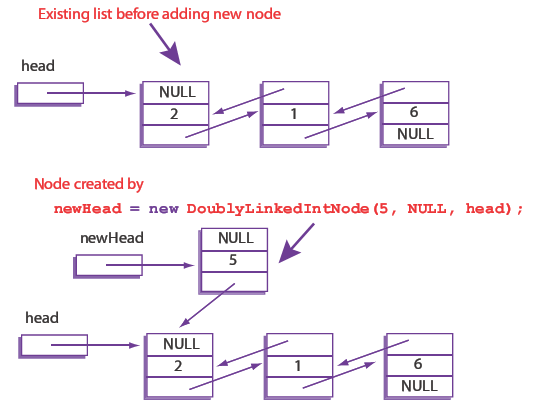 Existing list before adding new node
head
NULL
2
1
6
NULL
Node created by
newHead = new DoublyLinkedIntNode(5, NULL, head);
newHead
NULL
5
head
NULL
2
1
6
NULL